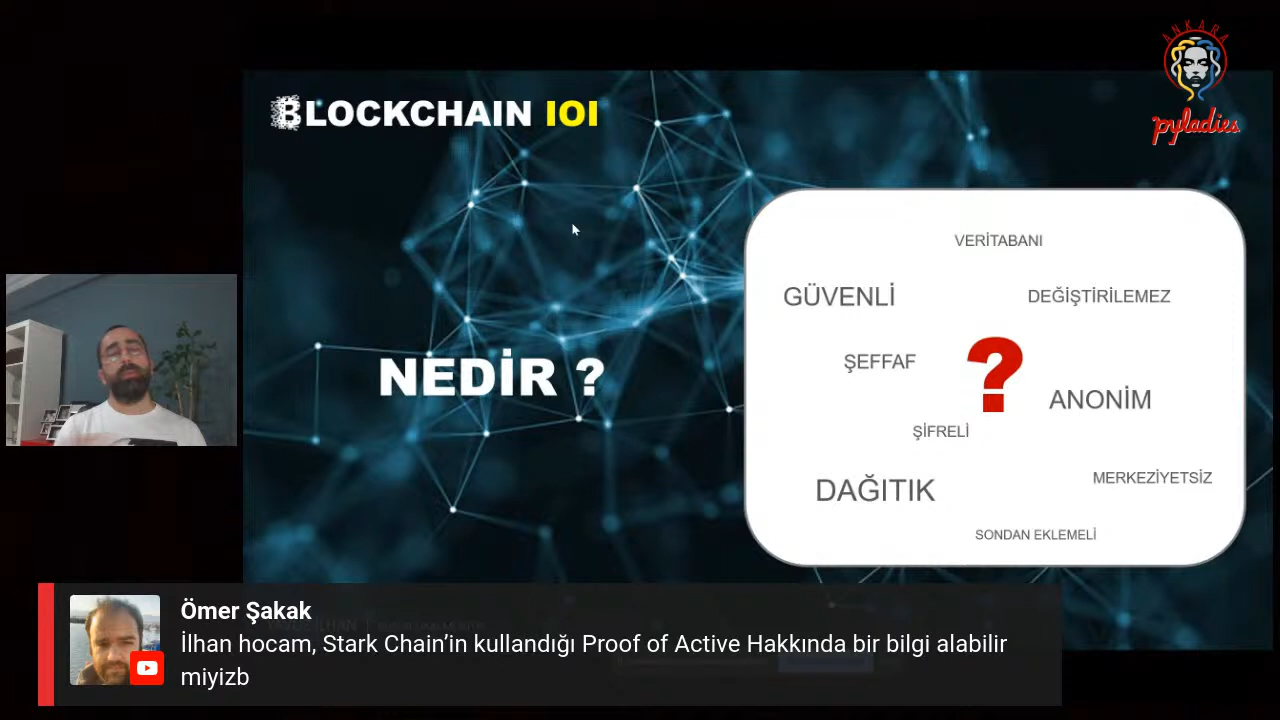 ANKARA
pyladies
BLOCKCHAIN 101
NEDİR ?
VERİTABANI
GÜVENLİ
DEĞİŞTİRİLEMEZ
ŞEFFAF
?
ANONİM
ŞİFRELİ
MERKEZİYETSİZ
DAĞITIK
SONDAN EKLEMELİ
Ömer Şakak
İlhan hocam, Stark Chain’in kullandığı Proof of Active Hakkında bir bilgi alabilir
miyizb